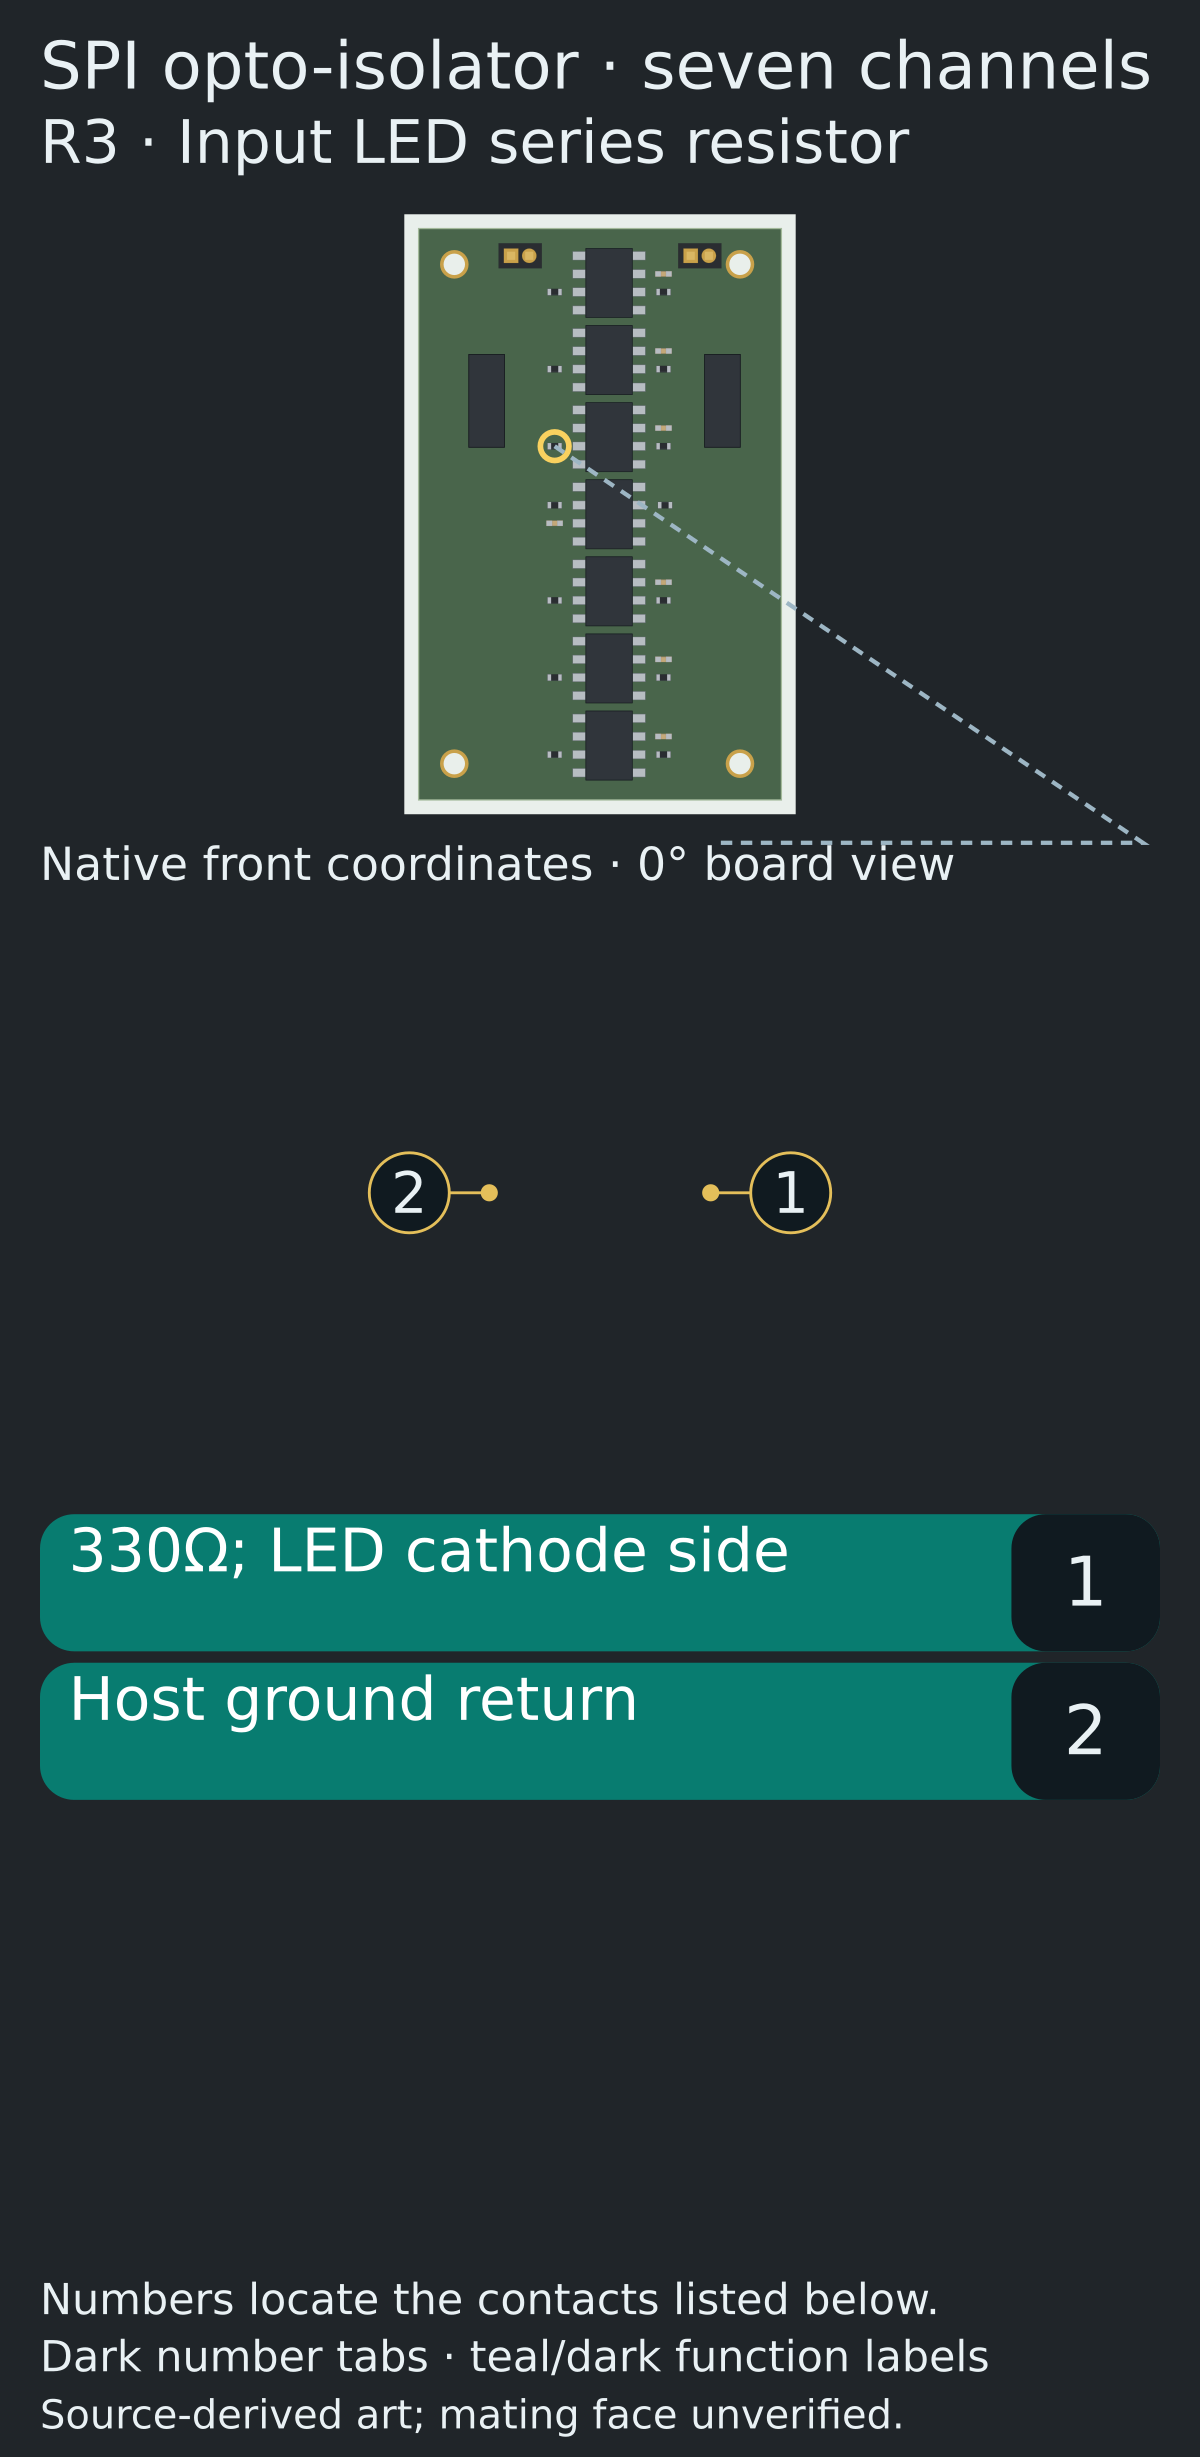 SPI opto-isolator · seven channels
R3 · Input LED series resistor
Native front coordinates · 0° board view
2
1
330Ω; LED cathode side
1
Host ground return
2
Numbers locate the contacts listed below.
Dark number tabs · teal/dark function labels
Source-derived art; mating face unverified.